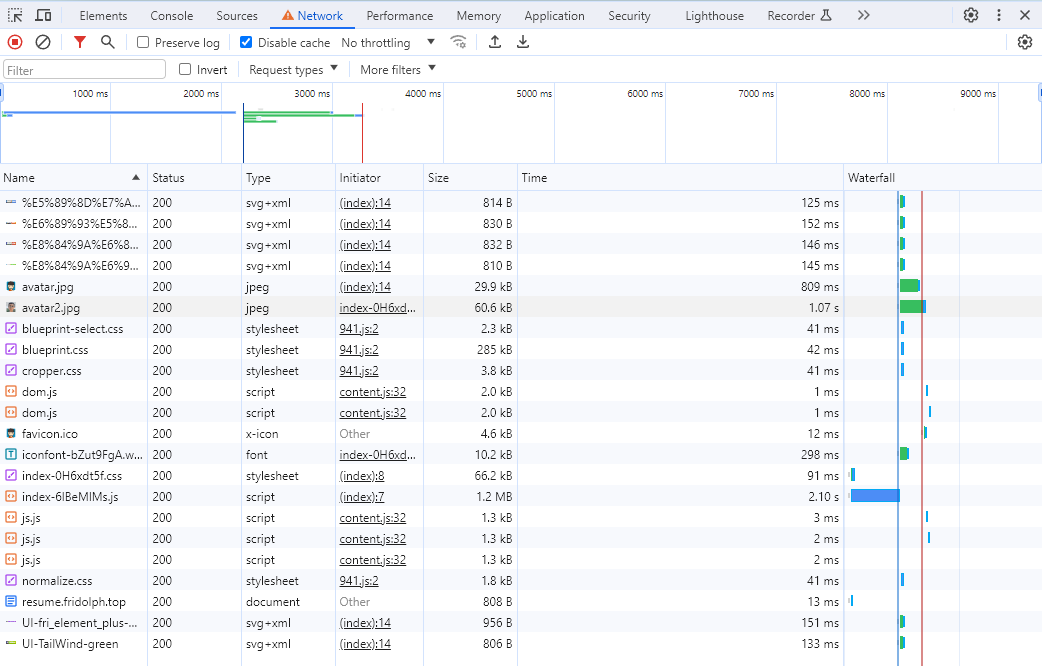 Elements Console Sources Network Performance Memory Application Security Lighthouse Recorder
Preserve log Disable cache No throttling
Filter Invert Request types More filters
1000 ms 2000 ms 3000 ms 4000 ms 5000 ms 6000 ms 7000 ms 8000 ms 9000 ms
Name Status Type Initiator Size Time Waterfall
%E5%89%8D%E7%A... 200 svg+xml (index):14 814 B 125 ms
%E6%89%93%E5%8... 200 svg+xml (index):14 830 B 152 ms
%E8%84%9A%E6%8... 200 svg+xml (index):14 832 B 146 ms
%E8%84%9A%E6%9... 200 svg+xml (index):14 810 B 145 ms
avatar.jpg 200 jpeg (index):14 29.9 kB 809 ms
avatar2.jpg 200 jpeg index-0H6xd... 60.6 kB 1.07 s
blueprint-select.css 200 stylesheet 941.js:2 2.3 kB 41 ms
blueprint.css 200 stylesheet 941.js:2 285 kB 42 ms
cropper.css 200 stylesheet 941.js:2 3.8 kB 41 ms
dom.js 200 script content.js:32 2.0 kB 1 ms
dom.js 200 script content.js:32 2.0 kB 1 ms
favicon.ico 200 x-icon Other 4.6 kB 12 ms
iconfont-bZut9FgA.w... 200 font index-0H6xd... 10.2 kB 298 ms
index-0H6xdt5f.css 200 stylesheet (index):8 66.2 kB 91 ms
index-6lBeMlMs.js 200 script (index):7 1.2 MB 2.10 s
js.js 200 script content.js:32 1.3 kB 3 ms
js.js 200 script content.js:32 1.3 kB 2 ms
js.js 200 script content.js:32 1.3 kB 2 ms
normalize.css 200 stylesheet 941.js:2 1.8 kB 41 ms
resume.fridolph.top 200 document Other 808 B 13 ms
UI-fri_element_plus-... 200 svg+xml (index):14 956 B 151 ms
UI-TailWind-green 200 svg+xml (index):14 806 B 133 ms